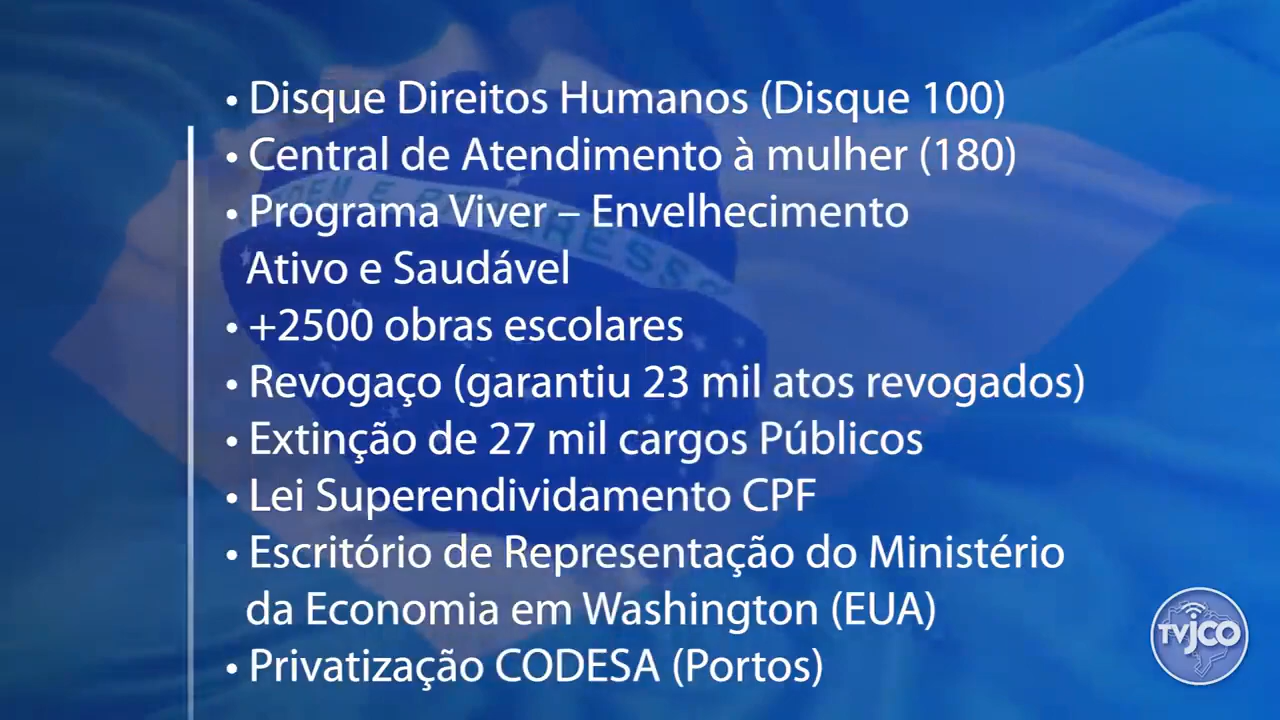 • Disque Direitos Humanos (Disque 100)
• Central de Atendimento à mulher (180)
• Programa Viver – Envelhecimento
Ativo e Saudável
• +2500 obras escolares
• Revogaço (garantiu 23 mil atos revogados)
• Extinção de 27 mil cargos Públicos
• Lei Superendividamento CPF
• Escritório de Representação do Ministério
da Economia em Washington (EUA)
• Privatização CODESA (Portos)
TVJCO